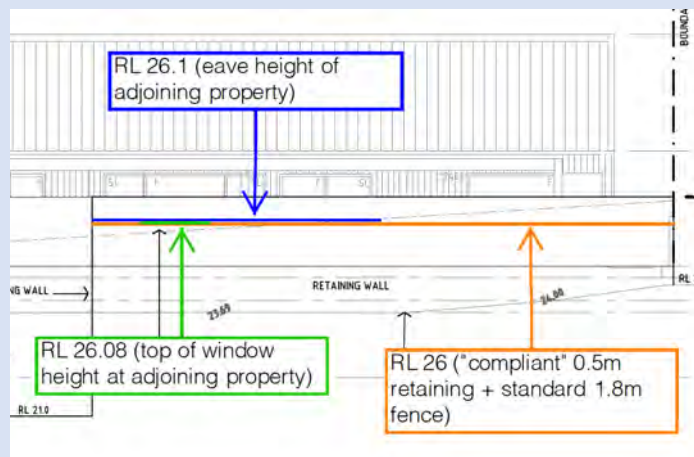 BOUNDA
RL 26.1 (eave height of
adjoining property)
RL
RETAINING WALL
NG WALL
23.69
24.00
RL 26.08 (top of window
height at adjoining property)
RL 26 ("compliant" 0.5m
retaining + standard 1.8m
fence)
RL 21.0